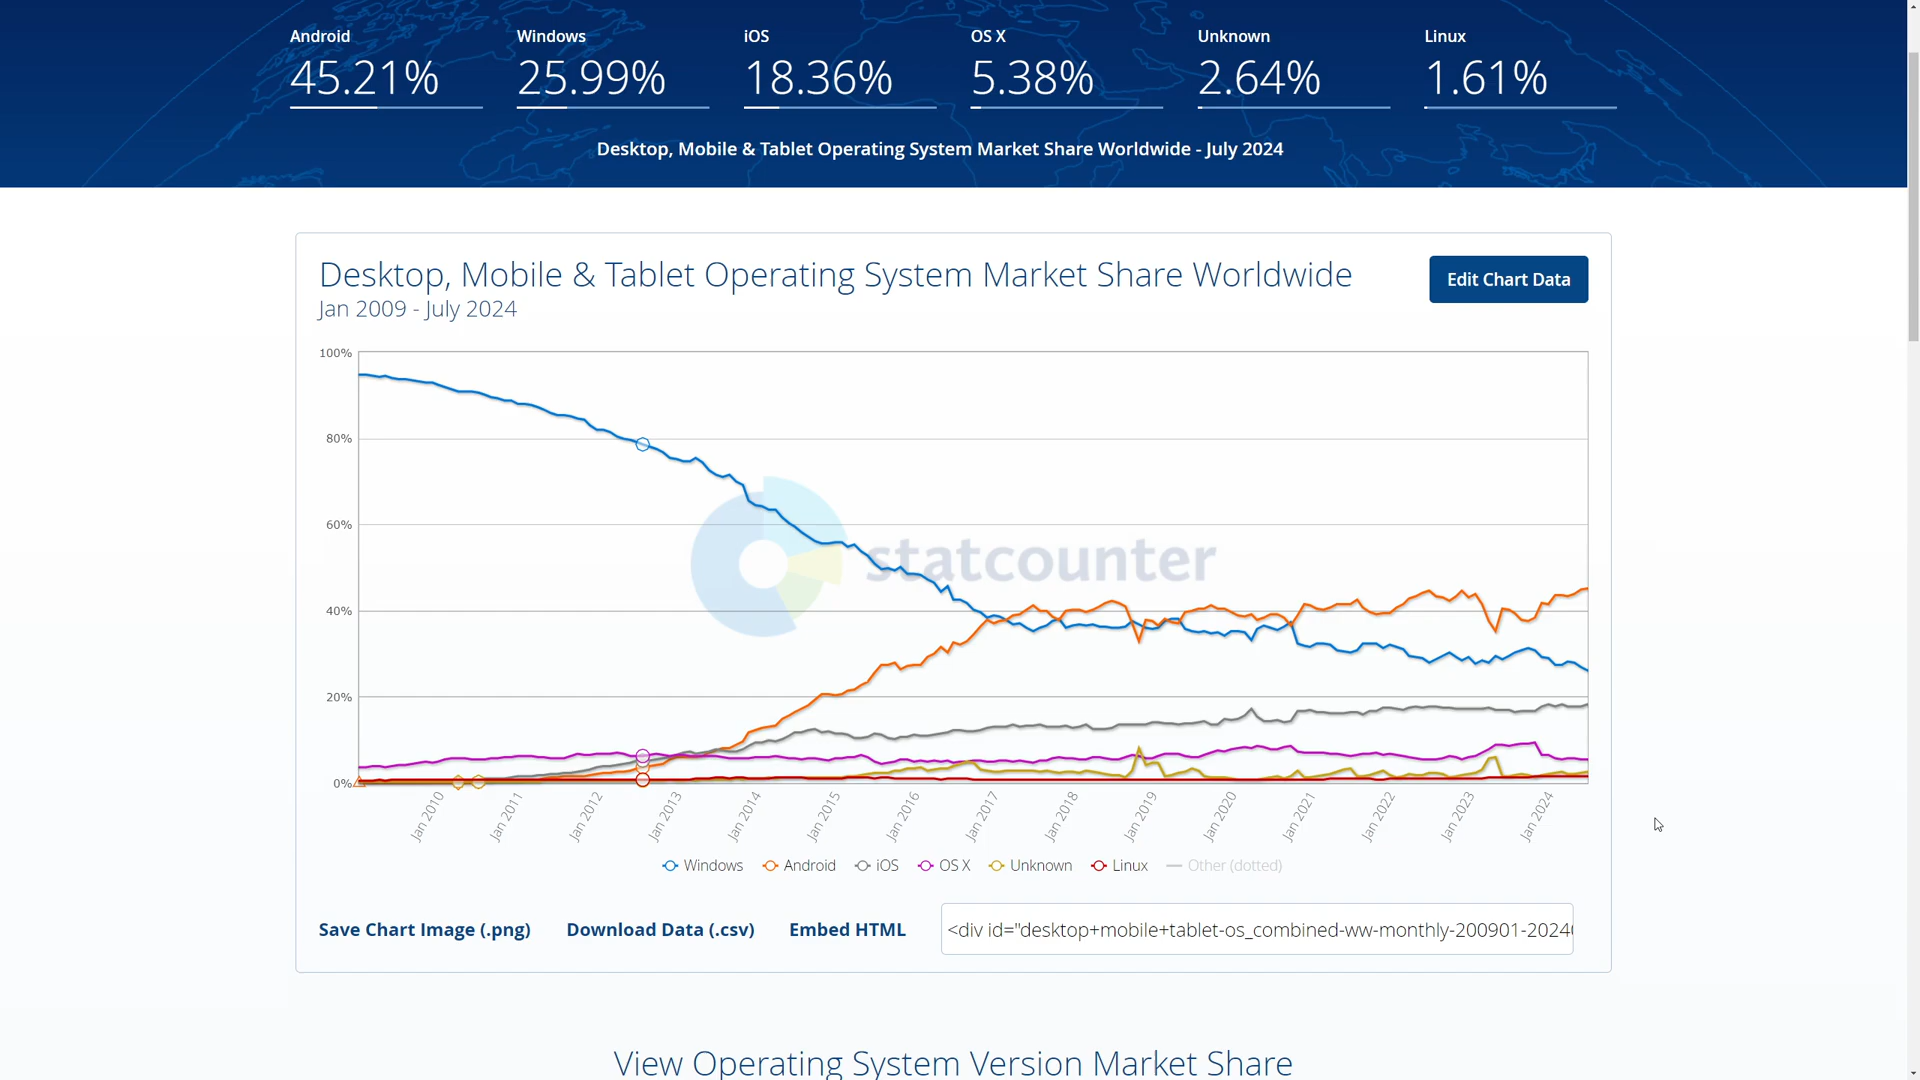 Android Windows iOS OS X Unknown Linux
45.21% 25.99% 18.36% 5.38% 2.64% 1.61%
Desktop, Mobile & Tablet Operating System Market Share Worldwide - July 2024
Desktop, Mobile & Tablet Operating System Market Share Worldwide
Edit Chart Data
Jan 2009 - July 2024
100%
80%
60%
statcounter
40%
20%
0%
Jan 2010 Jan 2011 Jan 2012 Jan 2013 Jan 2014 Jan 2015 Jan 2016 Jan 2017 Jan 2018 Jan 2019 Jan 2020 Jan 2021 Jan 2022 Jan 2023 Jan 2024
Windows Android iOS OS X Unknown Linux Other (dotted)
Save Chart Image (.png) Download Data (.csv) Embed HTML <div id="desktop+mobile+tablet-os_combined-ww-monthly-200901-2024
View Operating System Version Market Share